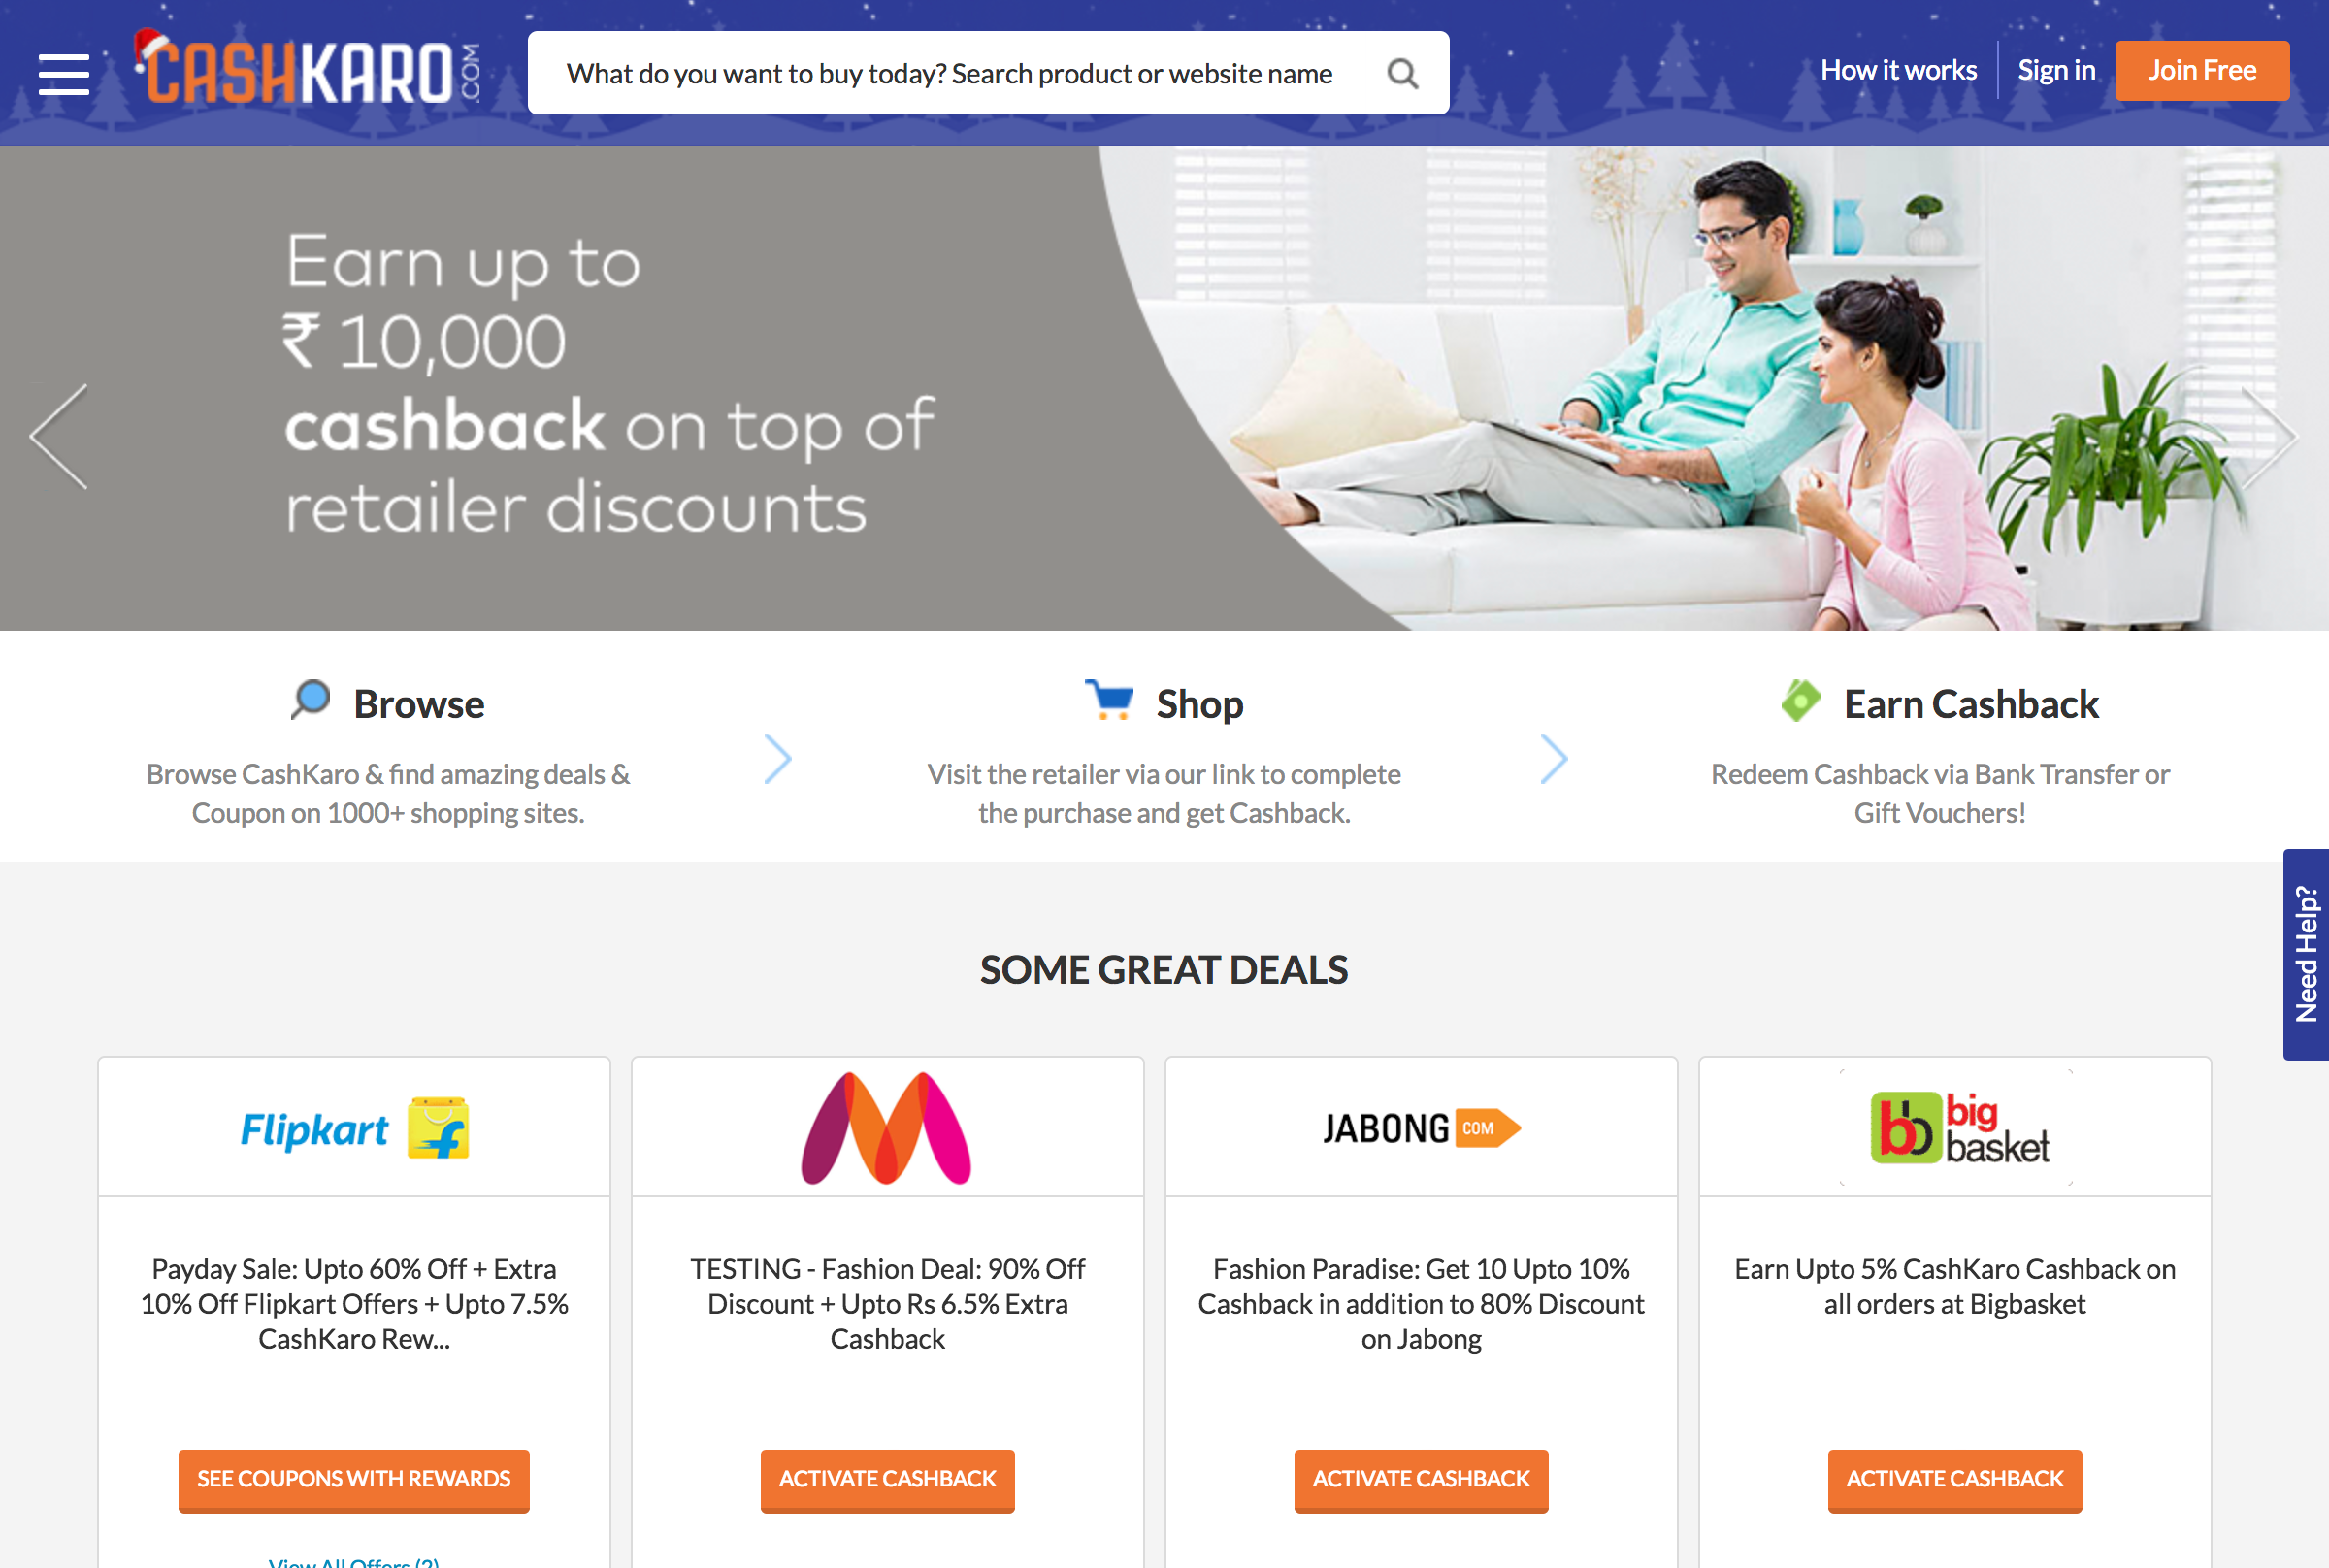 CASHKARO.COM
What do you want to buy today? Search product or website name
How it works
Sign in
Join Free
Earn up to
₹ 10,000
cashback on top of
retailer discounts
Browse
Browse CashKaro & find amazing deals &
Coupon on 1000+ shopping sites.
Shop
Visit the retailer via our link to complete
the purchase and get Cashback.
Earn Cashback
Redeem Cashback via Bank Transfer or
Gift Vouchers!
Need Help?
SOME GREAT DEALS
Flipkart
Payday Sale: Upto 60% Off + Extra
10% Off Flipkart Offers + Upto 7.5%
CashKaro Rew...
SEE COUPONS WITH REWARDS
View All Offers (2)
TESTING - Fashion Deal: 90% Off
Discount + Upto Rs 6.5% Extra
Cashback
ACTIVATE CASHBACK
JABONG COM
Fashion Paradise: Get 10 Upto 10%
Cashback in addition to 80% Discount
on Jabong
ACTIVATE CASHBACK
bb big
basket
Earn Upto 5% CashKaro Cashback on
all orders at Bigbasket
ACTIVATE CASHBACK